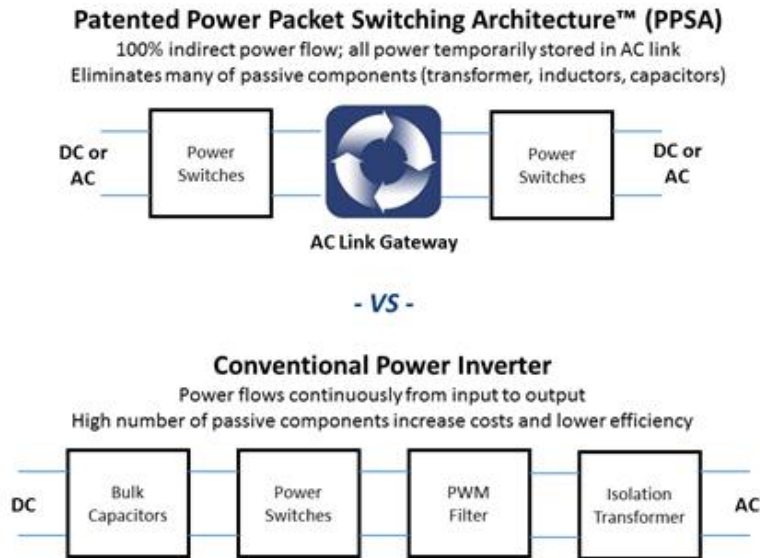 Patented Power Packet Switching Architecture™ (PPSA)
100% indirect power flow; all power temporarily stored in AC link
Eliminates many of passive components (transformer, inductors, capacitors)
DC or
AC
Power
Switches
Power
Switches
DC or
AC
AC Link Gateway
- VS -
Conventional Power Inverter
Power flows continuously from input to output
High number of passive components increase costs and lower efficiency
DC
Bulk
Capacitors
Power
Switches
PWM
Filter
Isolation
Transformer
AC